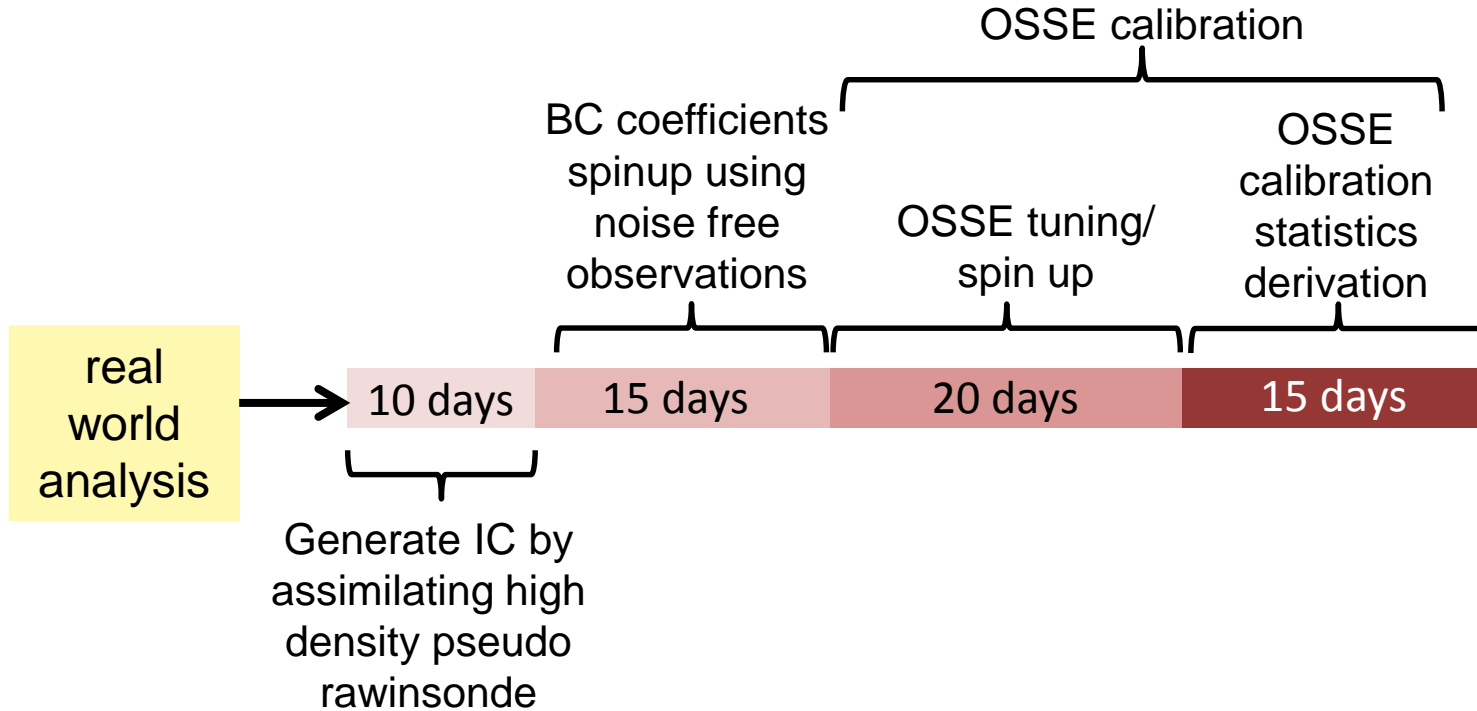 OSSE calibration
BC coefficients
spinup using
noise free
observations
OSSE tuning/
spin up
OSSE
calibration
statistics
derivation
real
world
analysis
10 days
15 days
20 days
15 days
Generate IC by
assimilating high
density pseudo
rawinsonde